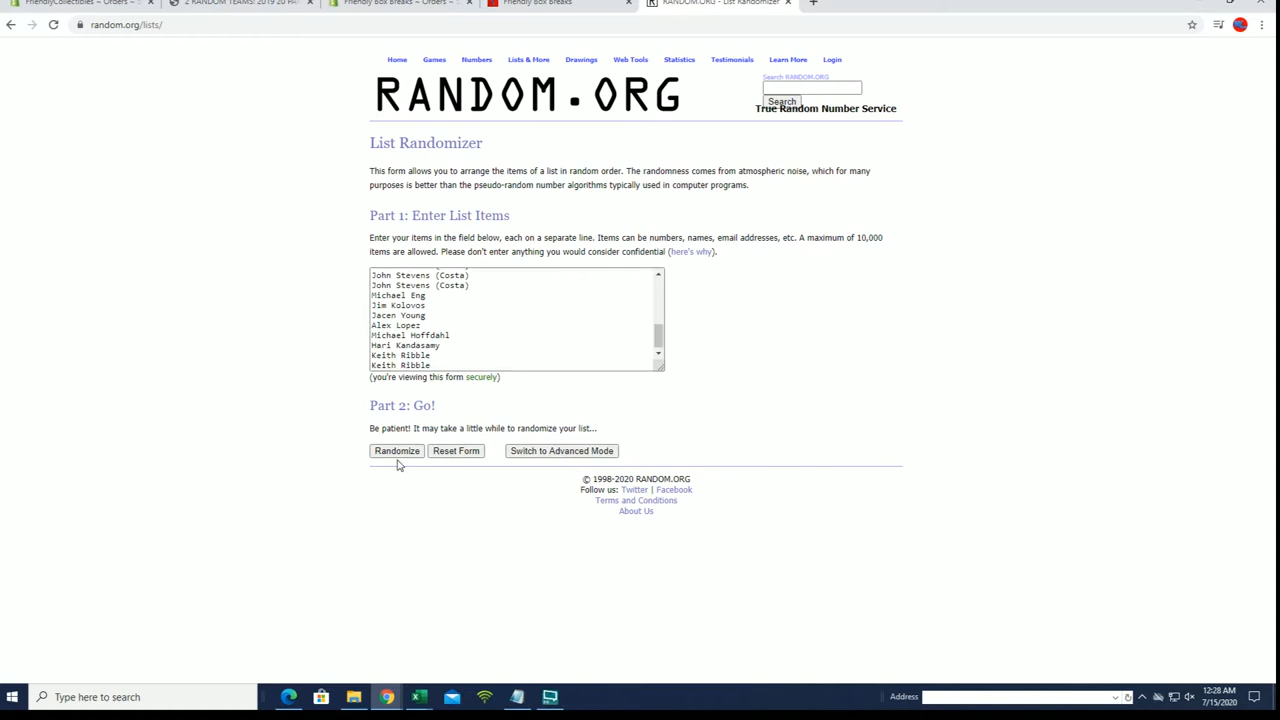 FriendlyCollectibles ~ Orders ~ S
2 RANDOM TEAMS: 2019 20 PA
Friendly Box Breaks ~ Orders ~ S
Friendly Box Breaks
RANDOM.ORG - List Randomizer
random.org/lists/
Home Games Numbers Lists & More Drawings Web Tools Statistics Testimonials Learn More Login
RANDOM.ORG
Search RANDOM.ORG
Search
True Random Number Service
List Randomizer
This form allows you to arrange the items of a list in random order. The randomness comes from atmospheric noise, which for many
purposes is better than the pseudo-random number algorithms typically used in computer programs.
Part 1: Enter List Items
Enter your items in the field below, each on a separate line. Items can be numbers, names, email addresses, etc. A maximum of 10,000
items are allowed. Please don't enter anything you would consider confidential (here's why).
John Stevens (Costa)
John Stevens (Costa)
Michael Eng
Jim Kolovos
Jacen Young
Alex Lopez
Michael Hoffdahl
Hari Kandasamy
Keith Ribble
Keith Ribble
(you're viewing this form securely)
Part 2: Go!
Be patient! It may take a little while to randomize your list...
Randomize Reset Form Switch to Advanced Mode
© 1998-2020 RANDOM.ORG
Follow us: Twitter | Facebook
Terms and Conditions
About Us
Type here to search
Address
12:28 AM
7/15/2020